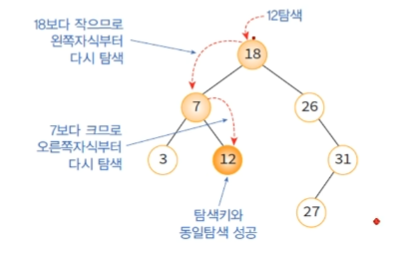 12탐색
18보다 작으므로
왼쪽자식부터
다시 탐색
18
7
26
7보다 크므로
오른쪽자식부터
다시 탐색
3
12
31
27
탐색키와
동일탐색 성공